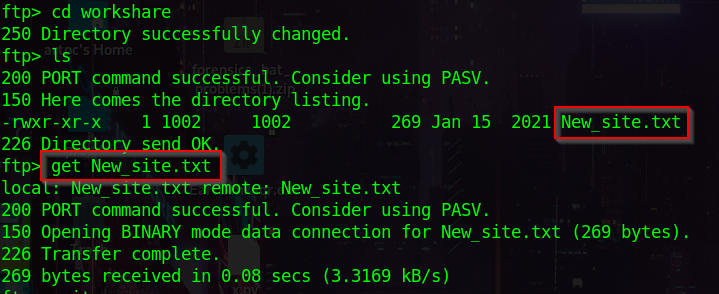 ftp> cd workshare
250 Directory successfully changed.
ftp> ls
200 PORT command successful. Consider using PASV.
150 Here comes the directory listing.
-rwxr-xr-x    1 1002     1002          269 Jan 15  2021 New_site.txt
226 Directory send OK.
ftp> get New_site.txt
local: New_site.txt remote: New_site.txt
200 PORT command successful. Consider using PASV.
150 Opening BINARY mode data connection for New_site.txt (269 bytes).
226 Transfer complete.
269 bytes received in 0.08 secs (3.3169 kB/s)